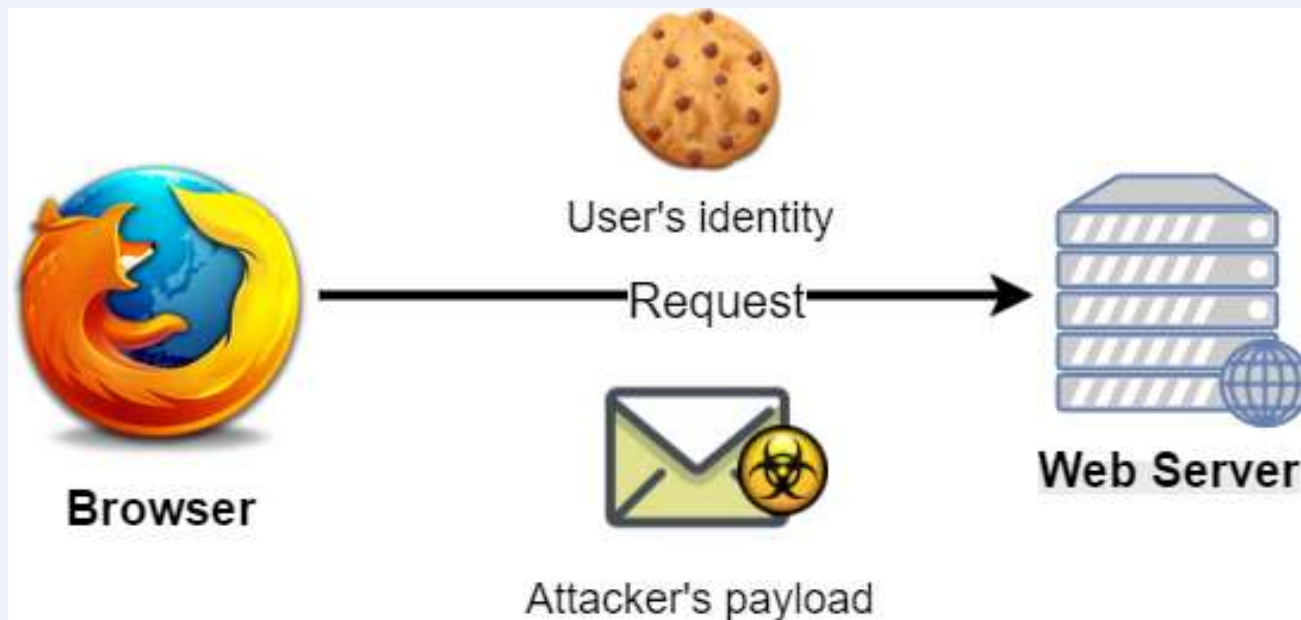 User's identity
Request
Browser
Web Server
Attacker's payload